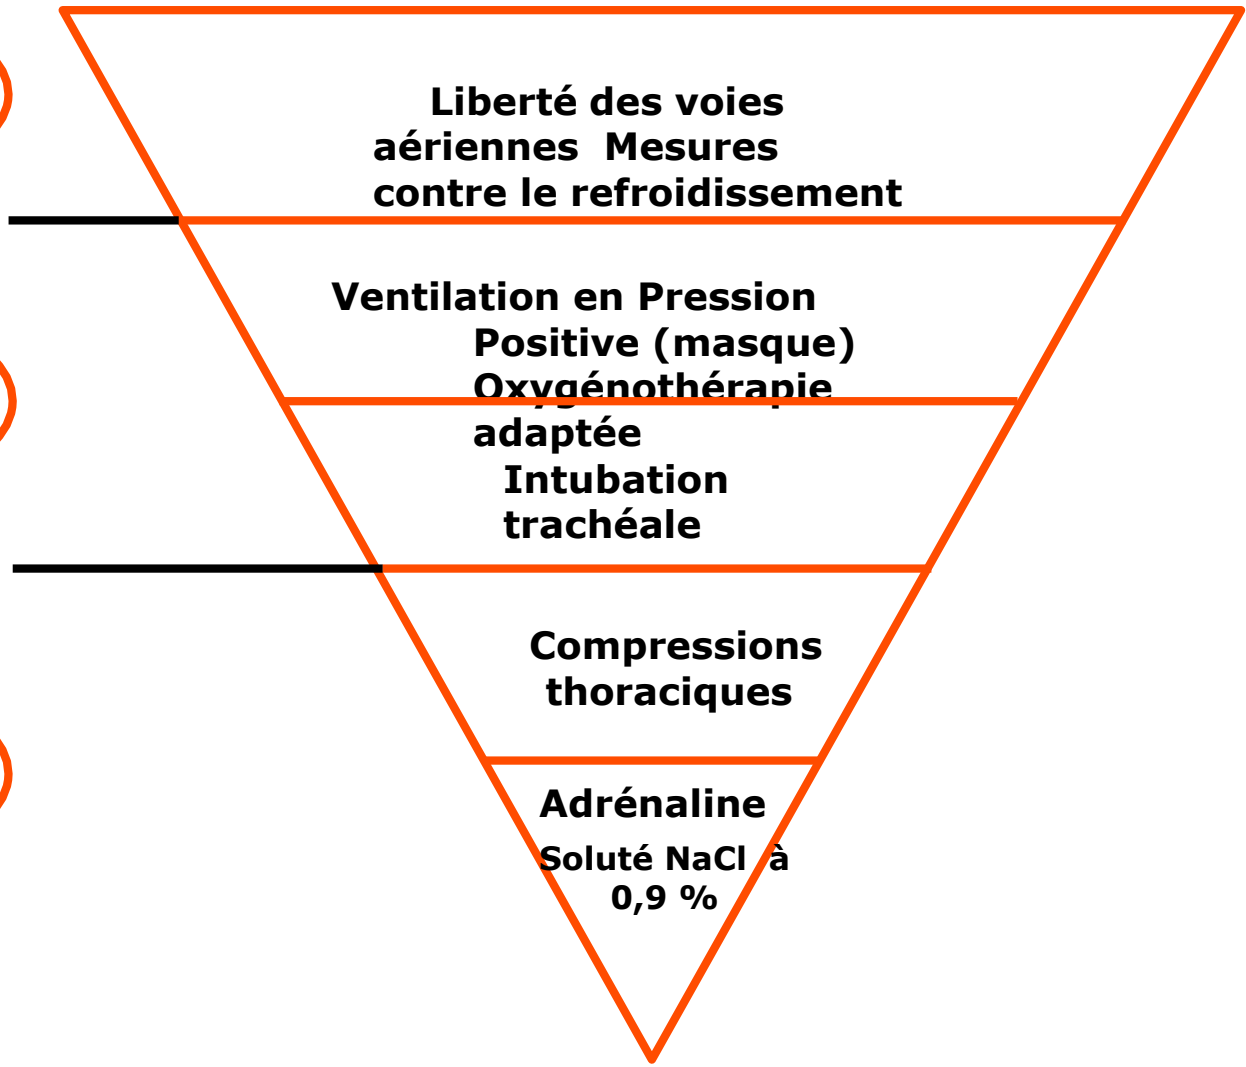 Liberté des voies
aériennes Mesures
contre le refroidissement
Ventilation en Pression
Positive (masque)
Oxygénothérapie
adaptée
Intubation
trachéale
Compressions
thoraciques
Adrénaline
Soluté NaCl à
0,9 %